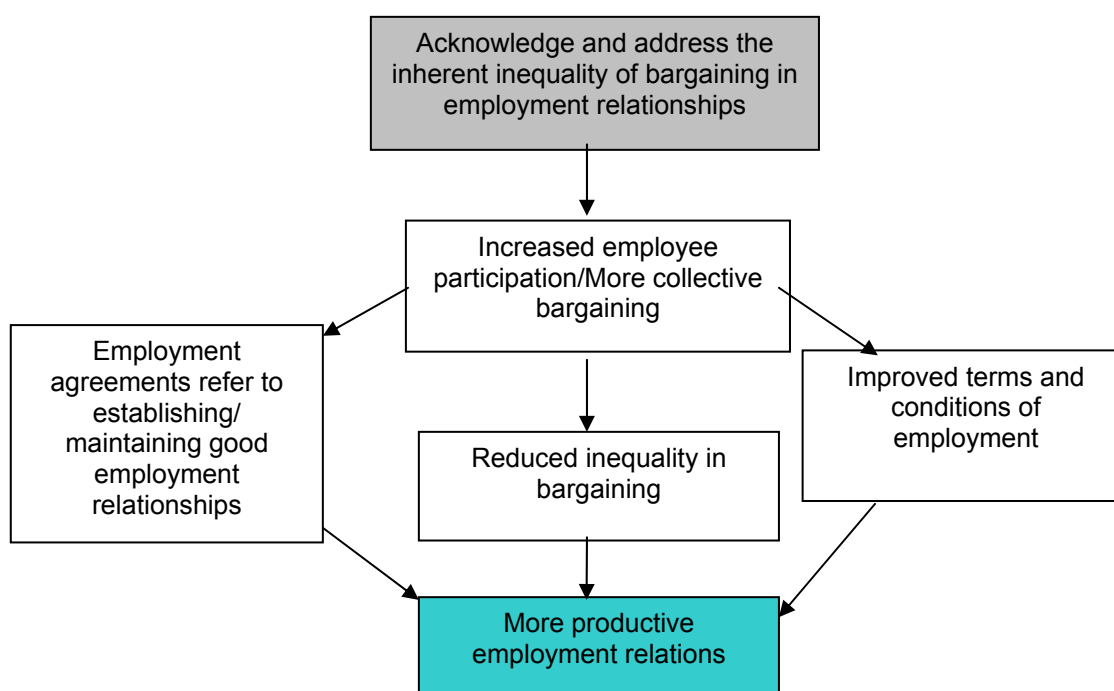 Acknowledge and address the
inherent inequality of bargaining in
employment relationships
Increased employee
participation/More collective
bargaining
Employment
agreements refer to
establishing/
maintaining good
employment
relationships
Reduced inequality in
bargaining
Improved terms and
conditions of
employment
More productive
employment relations